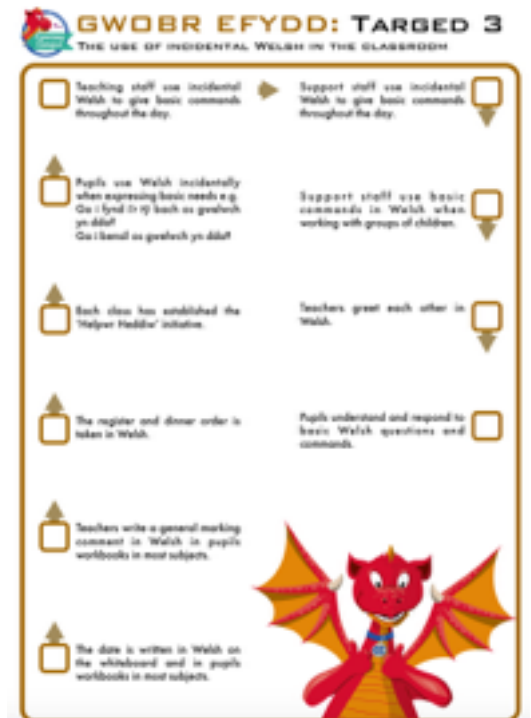 GWOBR EFYDD: TARGED 3
THE USE OF INCIDENTAL WELSH IN THE CLASSROOM
Teaching staff use incidental
Welsh to give basic commands
throughout the day.
Pupils use Welsh incidentally
when expressing basic needs e.g.
Ga i fynd i'r tŷ bach os gwelwch
yn dda?
Ga i bensil os gwelwch yn dda?
Each class has established the
'Helpwr Heddiw' initiative.
The register and dinner order is
taken in Welsh.
Teachers write a general marking
comment in Welsh in pupils
workbooks in most subjects.
The date is written in Welsh on
the whiteboard and in pupils
workbooks in most subjects.
Support staff use incidental
Welsh to give basic commands
throughout the day.
Support staff use basic
commands in Welsh when
working with groups of children.
Teachers greet each other in
Welsh.
Pupils understand and respond to
basic Welsh questions and
commands.